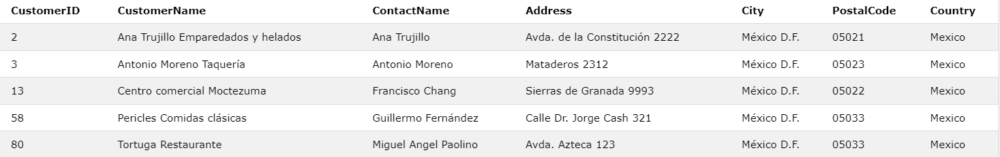 CustomerID CustomerName ContactName Address City PostalCode Country
2 Ana Trujillo Emparedados y helados Ana Trujillo Avda. de la Constitución 2222 México D.F. 05021 Mexico
3 Antonio Moreno Taquería Antonio Moreno Mataderos 2312 México D.F. 05023 Mexico
13 Centro comercial Moctezuma Francisco Chang Sierras de Granada 9993 México D.F. 05022 Mexico
58 Pericles Comidas clásicas Guillermo Fernández Calle Dr. Jorge Cash 321 México D.F. 05033 Mexico
80 Tortuga Restaurante Miguel Angel Paolino Avda. Azteca 123 México D.F. 05033 Mexico